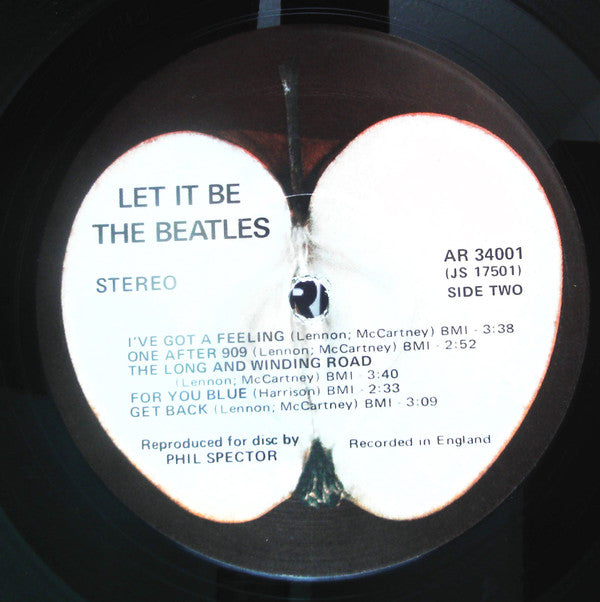 LET IT BE
THE BEATLES
STEREO
AR 34001
(JS 17501)
SIDE TWO
I'VE GOT A FEELING (Lennon; McCartney) BMI - 3:38
ONE AFTER 909 (Lennon; McCartney) BMI - 2:52
THE LONG AND WINDING ROAD
(Lennon; McCartney) BMI - 3:40
FOR YOU BLUE (Harrison) BMI - 2:33
GET BACK (Lennon; McCartney) BMI - 3:09
Reproduced for disc by
PHIL SPECTOR
Recorded in England